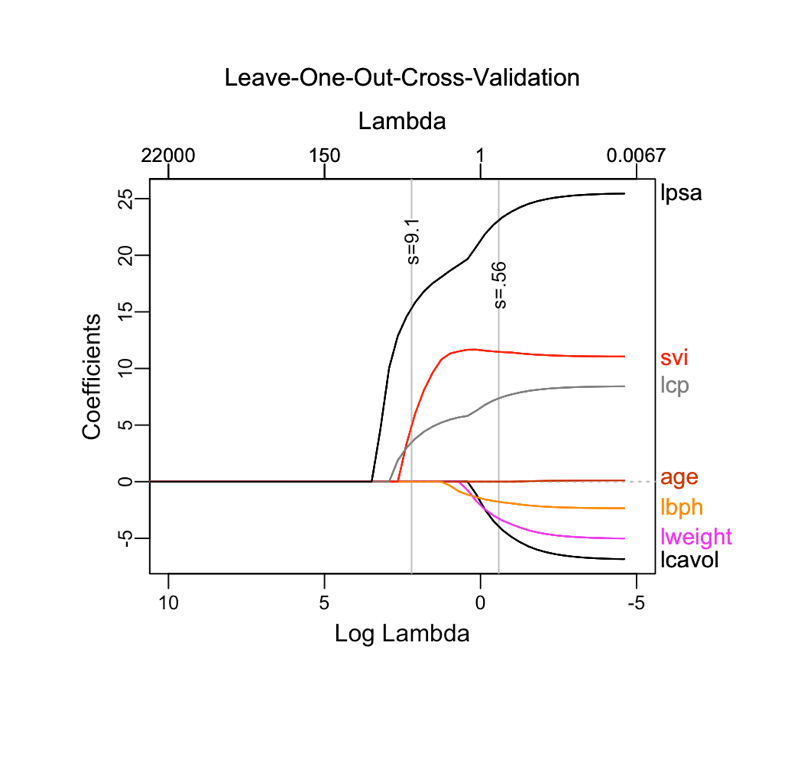 Leave-One-Out-Cross-Validation
Lambda
22000 150 1 0.0067
25
20
15
10
5
0
-5
Coefficients
s=9.1
s=.56
lpsa
svi
lcp
age
lbph
lweight
lcavol
10 5 0 -5
Log Lambda